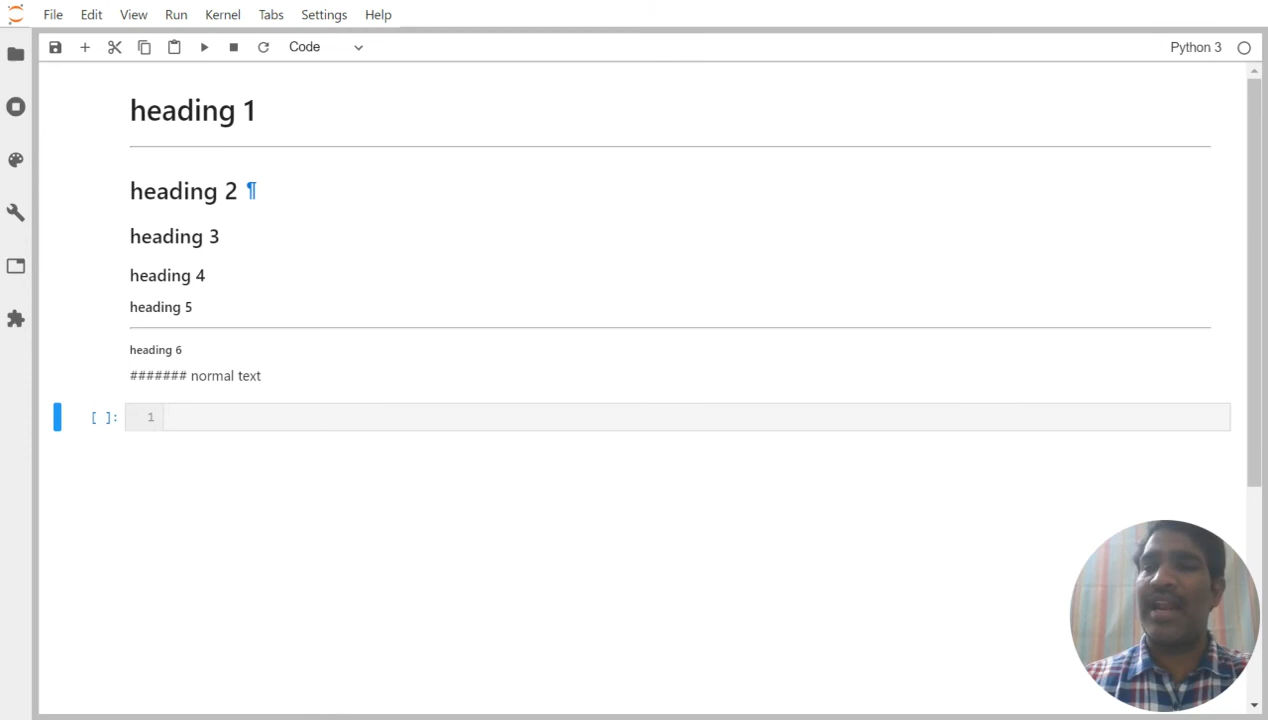 File Edit View Run Kernel Tabs Settings Help
Code Python 3
heading 1
heading 2 ¶
heading 3
heading 4
heading 5
heading 6
####### normal text
[ ]: 1